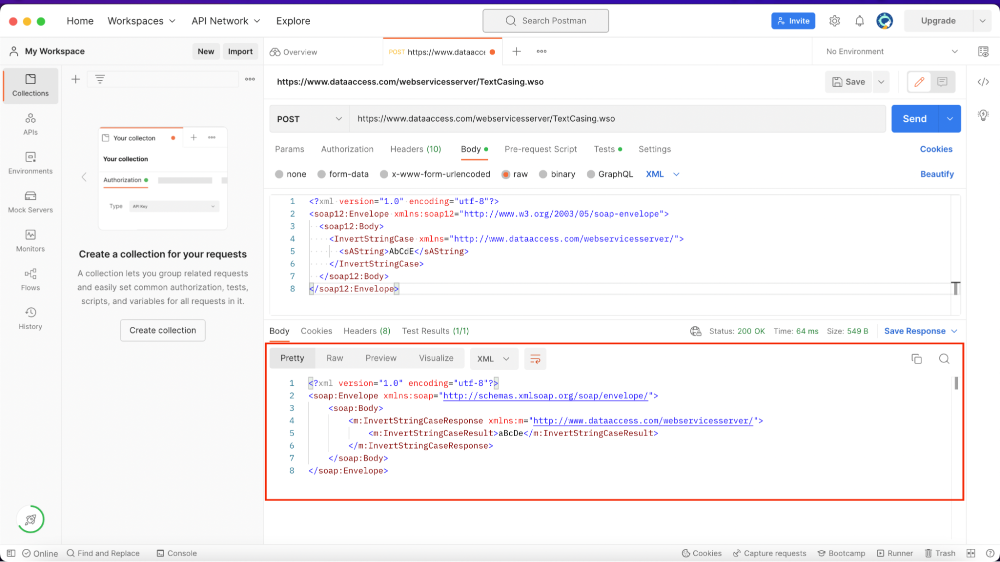 Home Workspaces API Network Explore Search Postman Invite Upgrade
My Workspace New Import Overview POST https://www.dataacce No Environment
Collections
APIs
Environments
Mock Servers
Monitors
Flows
History
Your collecton
Your collection
Authorization
Type API Key
Create a collection for your requests
A collection lets you group related requests
and easily set common authorization, tests,
scripts, and variables for all requests in it.
Create collection
https://www.dataaccess.com/webservicesserver/TextCasing.wso Save
POST https://www.dataaccess.com/webservicesserver/TextCasing.wso Send
Params Authorization Headers (10) Body Pre-request Script Tests Settings Cookies
none form-data x-www-form-urlencoded raw binary GraphQL XML Beautify
1 <?xml version="1.0" encoding="utf-8"?>
2 <soap12:Envelope xmlns:soap12="http://www.w3.org/2003/05/soap-envelope">
3 <soap12:Body>
4 <InvertStringCase xmlns="http://www.dataaccess.com/webservicesserver/">
5 <sAString>AbCdE</sAString>
6 </InvertStringCase>
7 </soap12:Body>
8 </soap12:Envelope>
Body Cookies Headers (8) Test Results (1/1) Status: 200 OK Time: 64 ms Size: 549 B Save Response
Pretty Raw Preview Visualize XML
1 <?xml version="1.0" encoding="utf-8"?>
2 <soap:Envelope xmlns:soap="http://schemas.xmlsoap.org/soap/envelope/">
3 <soap:Body>
4 <m:InvertStringCaseResponse xmlns:m="http://www.dataaccess.com/webservicesserver/">
5 <m:InvertStringCaseResult>aBcDe</m:InvertStringCaseResult>
6 </m:InvertStringCaseResponse>
7 </soap:Body>
8 </soap:Envelope>
Online Find and Replace Console Cookies Capture requests Bootcamp Runner Trash